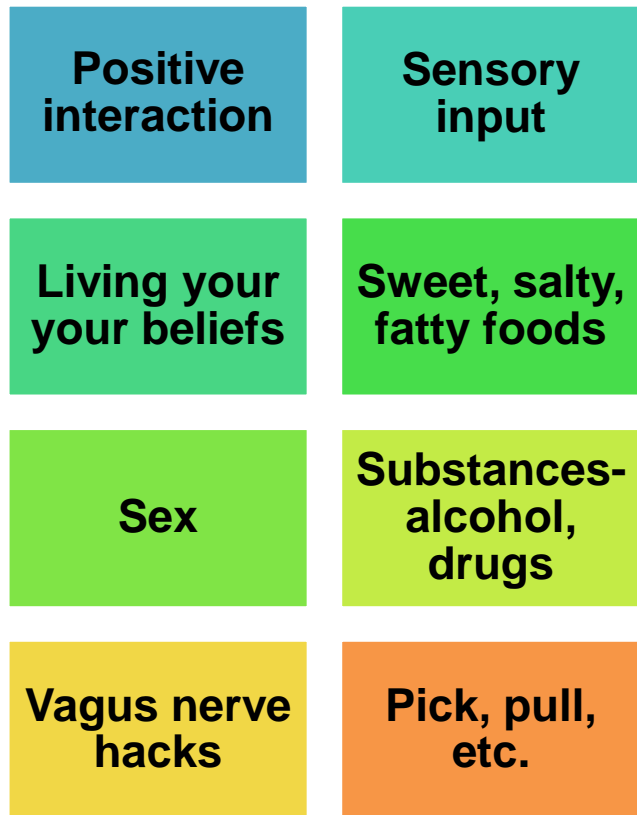 Positive
interaction
Sensory
input
Living your
your beliefs
Sweet, salty,
fatty foods
Sex
Substances-
alcohol,
drugs
Vagus nerve
hacks
Pick, pull,
etc.